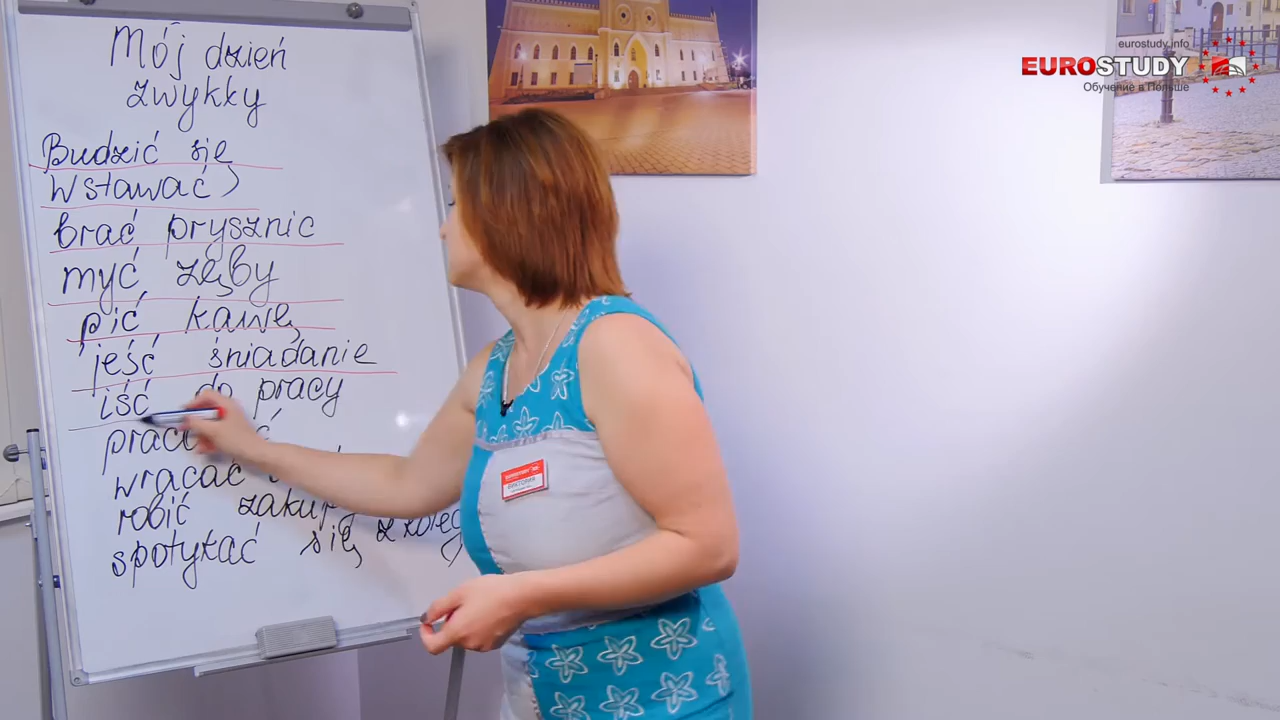 Mój dzień
zwykły
Budzić się
Wstawać
brać prysznic
myć zęby
pić kawę
jeść śniadanie
iść do pracy
wracać
robić zakupy
spotykać się z
eurostudy.info
EUROSTUDY
Обучение в Польше
ВИКТОРИЯ